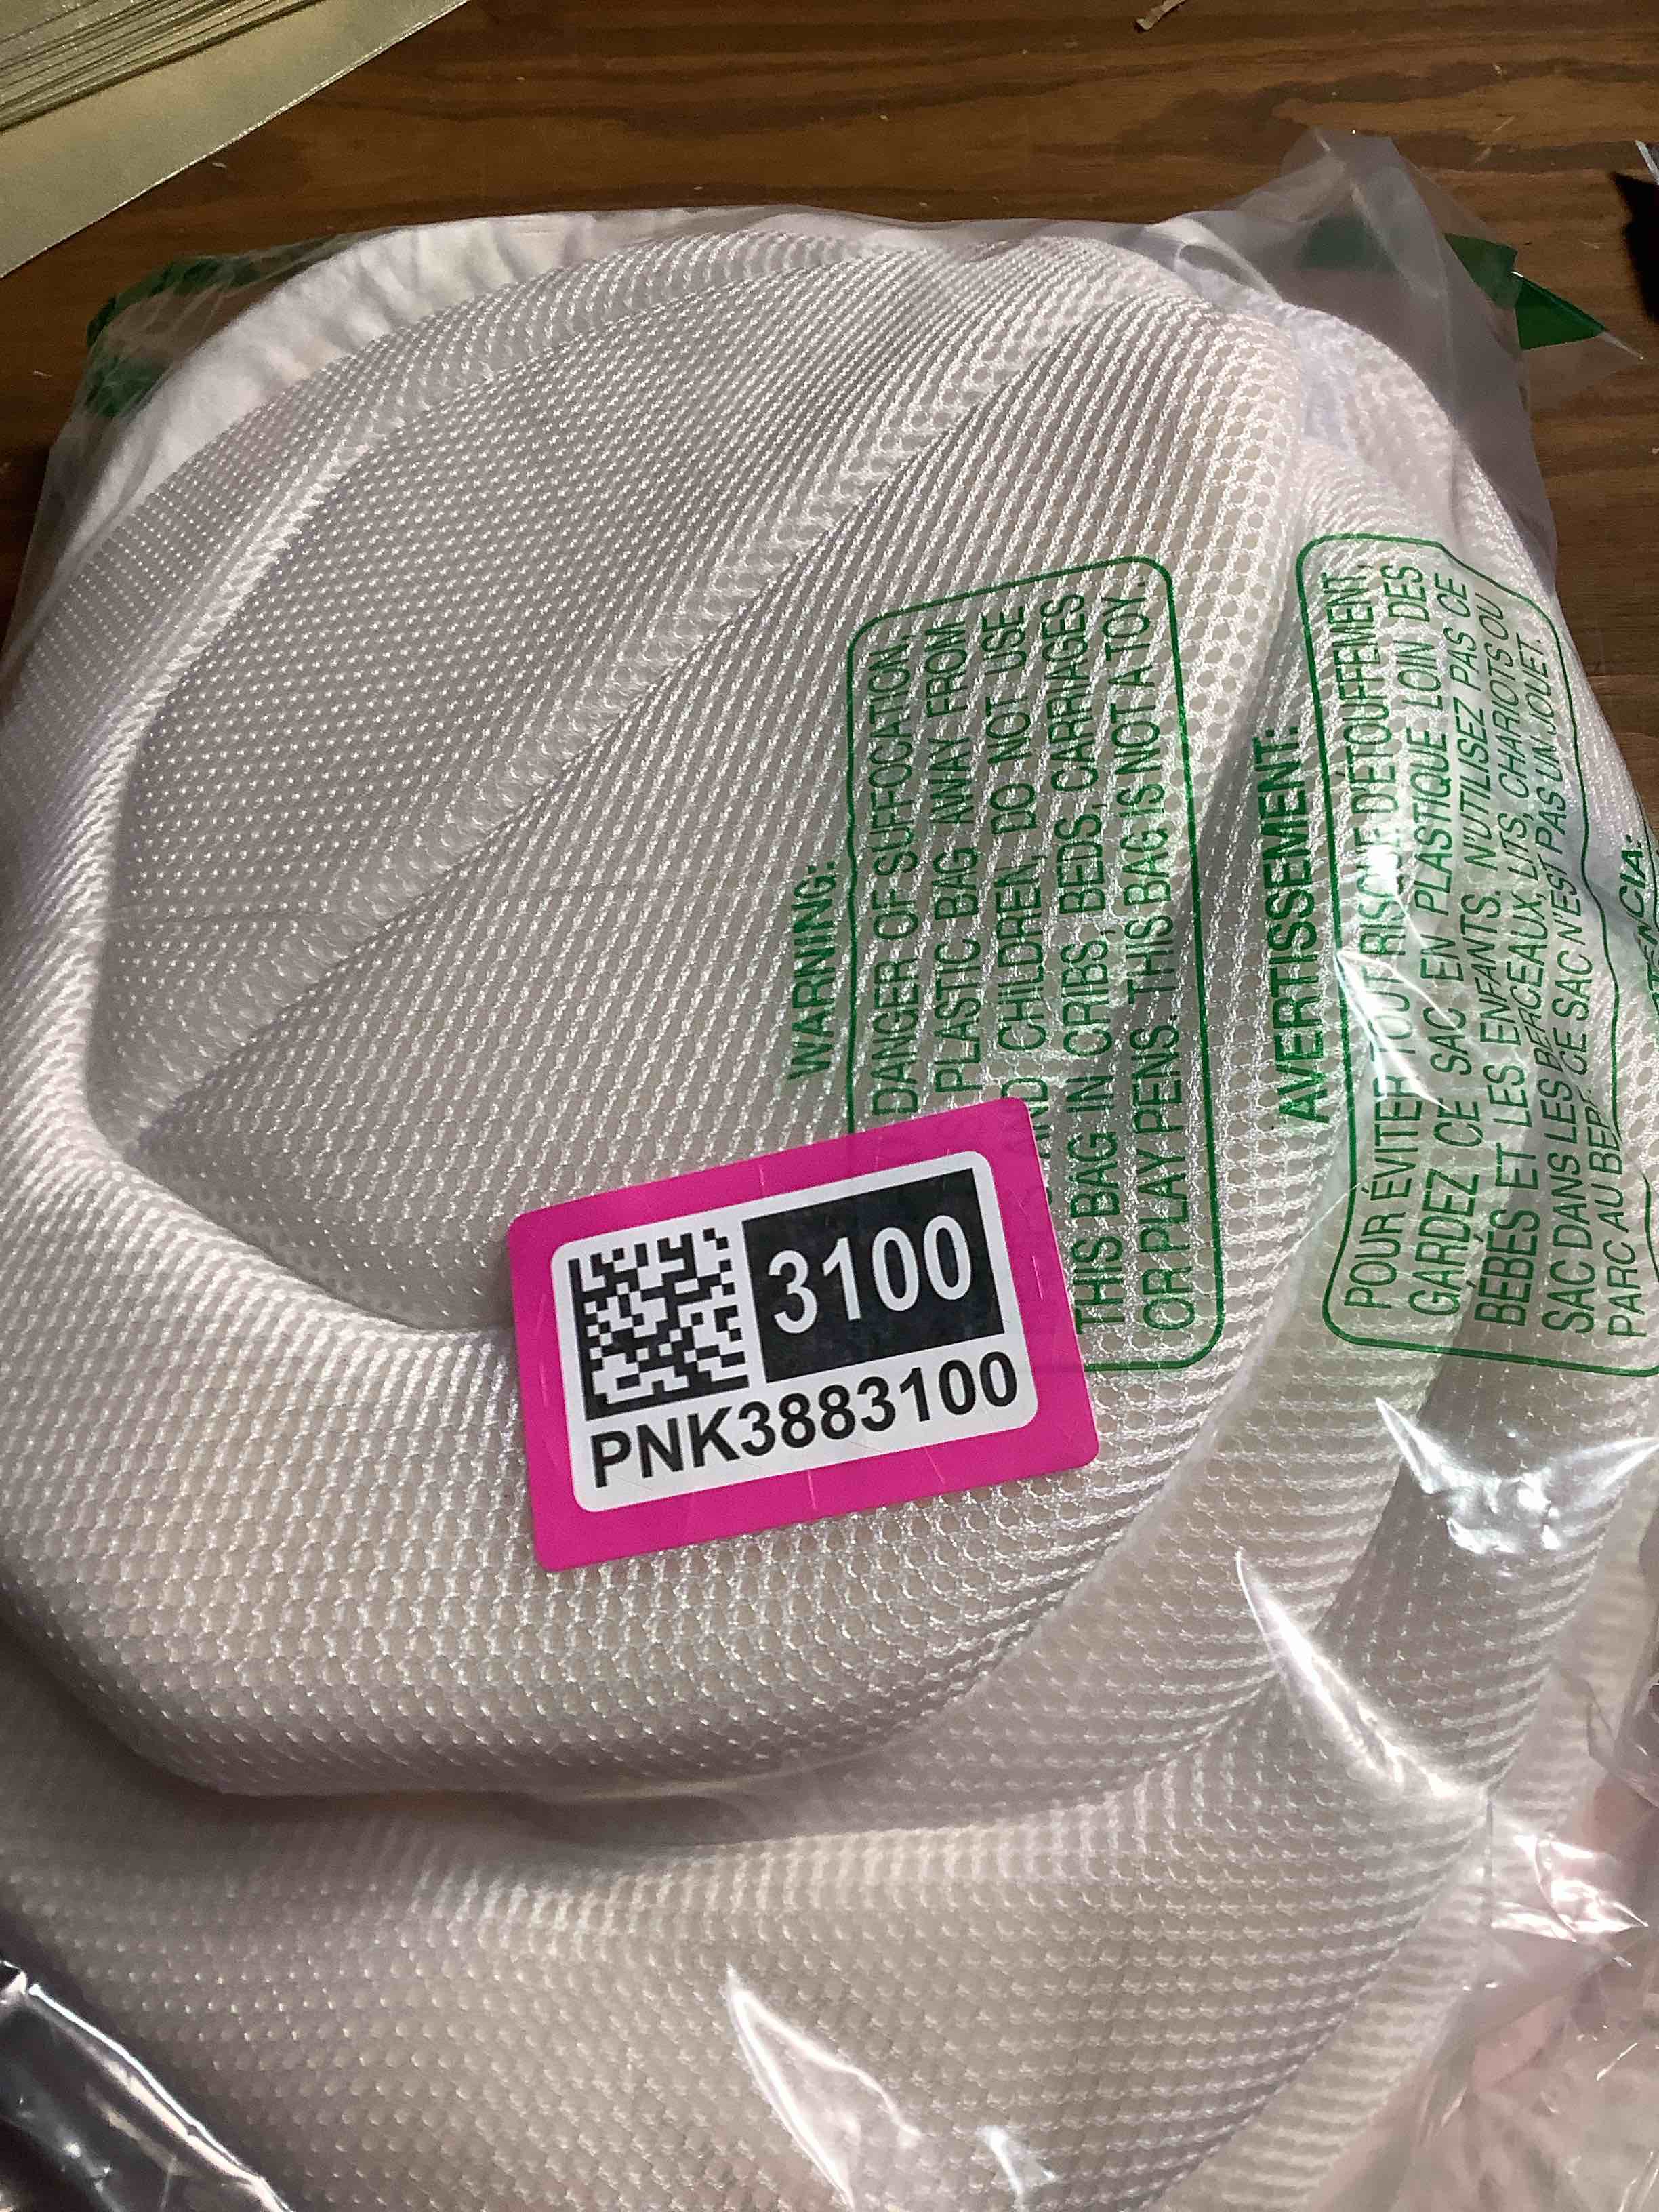 WARNING:
DANGER OF SUFFOCATION,
PLASTIC BAG AWAY FROM
AND CHILDREN, DO NOT USE
THIS BAG IN CRIBS, BEDS, CARRIAGES
OR PLAY PENS. THIS BAG IS NOT A TOY.
AVERTISSEMENT:
POUR ÉVITER TOUT RISQUE D'ÉTOUFFEMENT,
GARDEZ CE SAC EN PLASTIQUE LOIN DES
BÉBÉS ET LES ENFANTS. N'UTILISEZ PAS CE
SAC DANS LES BERCEAUX, LITS, CHARIOTS OU
PARC AU BEBE. CE SAC N'EST PAS UN JOUET.
3100
PNK3883100